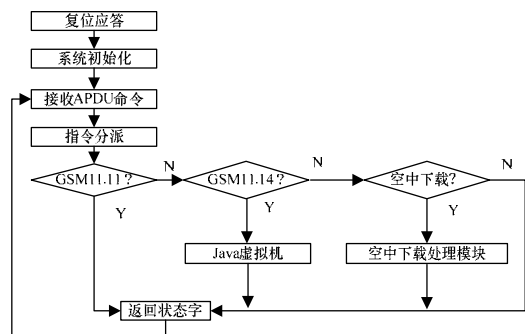 复位应答
系统初始化
接收APDU命令
指令分派
GSM11.11？
N
GSM11.14？
N
空中下载？
N
Y
Y
Y
Java虚拟机
空中下载处理模块
返回状态字